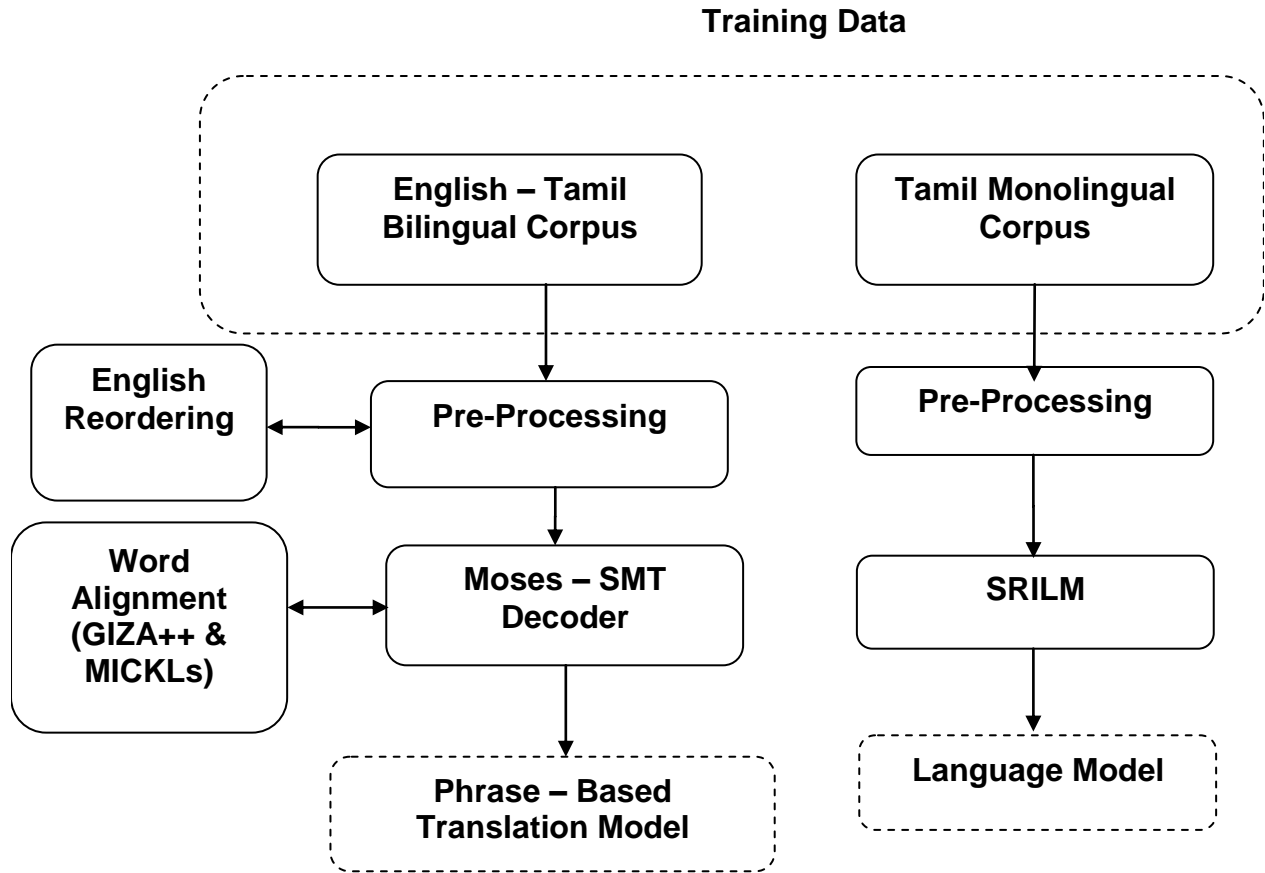 Training Data
English – Tamil
Bilingual Corpus
Tamil Monolingual
Corpus
English
Reordering
Pre-Processing
Pre-Processing
Word
Alignment
(GIZA++ &
MICKLs)
Moses – SMT
Decoder
SRILM
Phrase – Based
Translation Model
Language Model